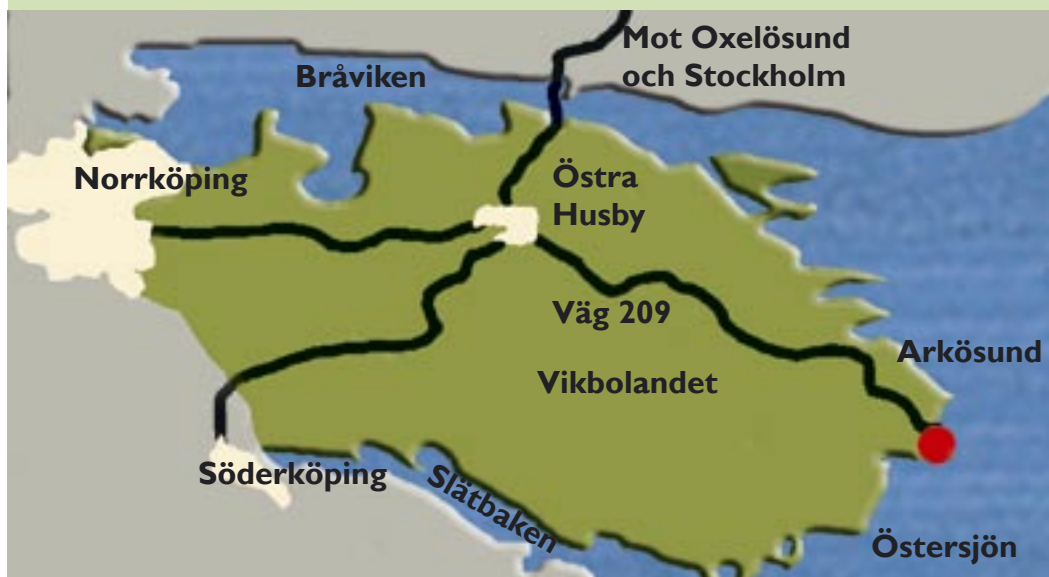 Mot Oxelösund
och Stockholm
Bråviken
Norrköping
Östra
Husby
Väg 209
Arkösund
Vikbolandet
Söderköping
Slätbaken
Östersjön